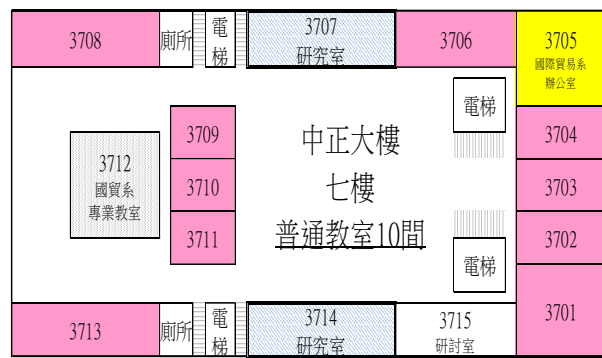 3708
廁所
電
梯
3707
研究室
3706
3705
國際貿易系
辦公室
電梯
3704
3709
中正大樓
3712
國貿系
專業教室
3710
七樓
3703
3711
普通教室10間
3702
電梯
3713
廁所
電
梯
3714
研究室
3715
研討室
3701